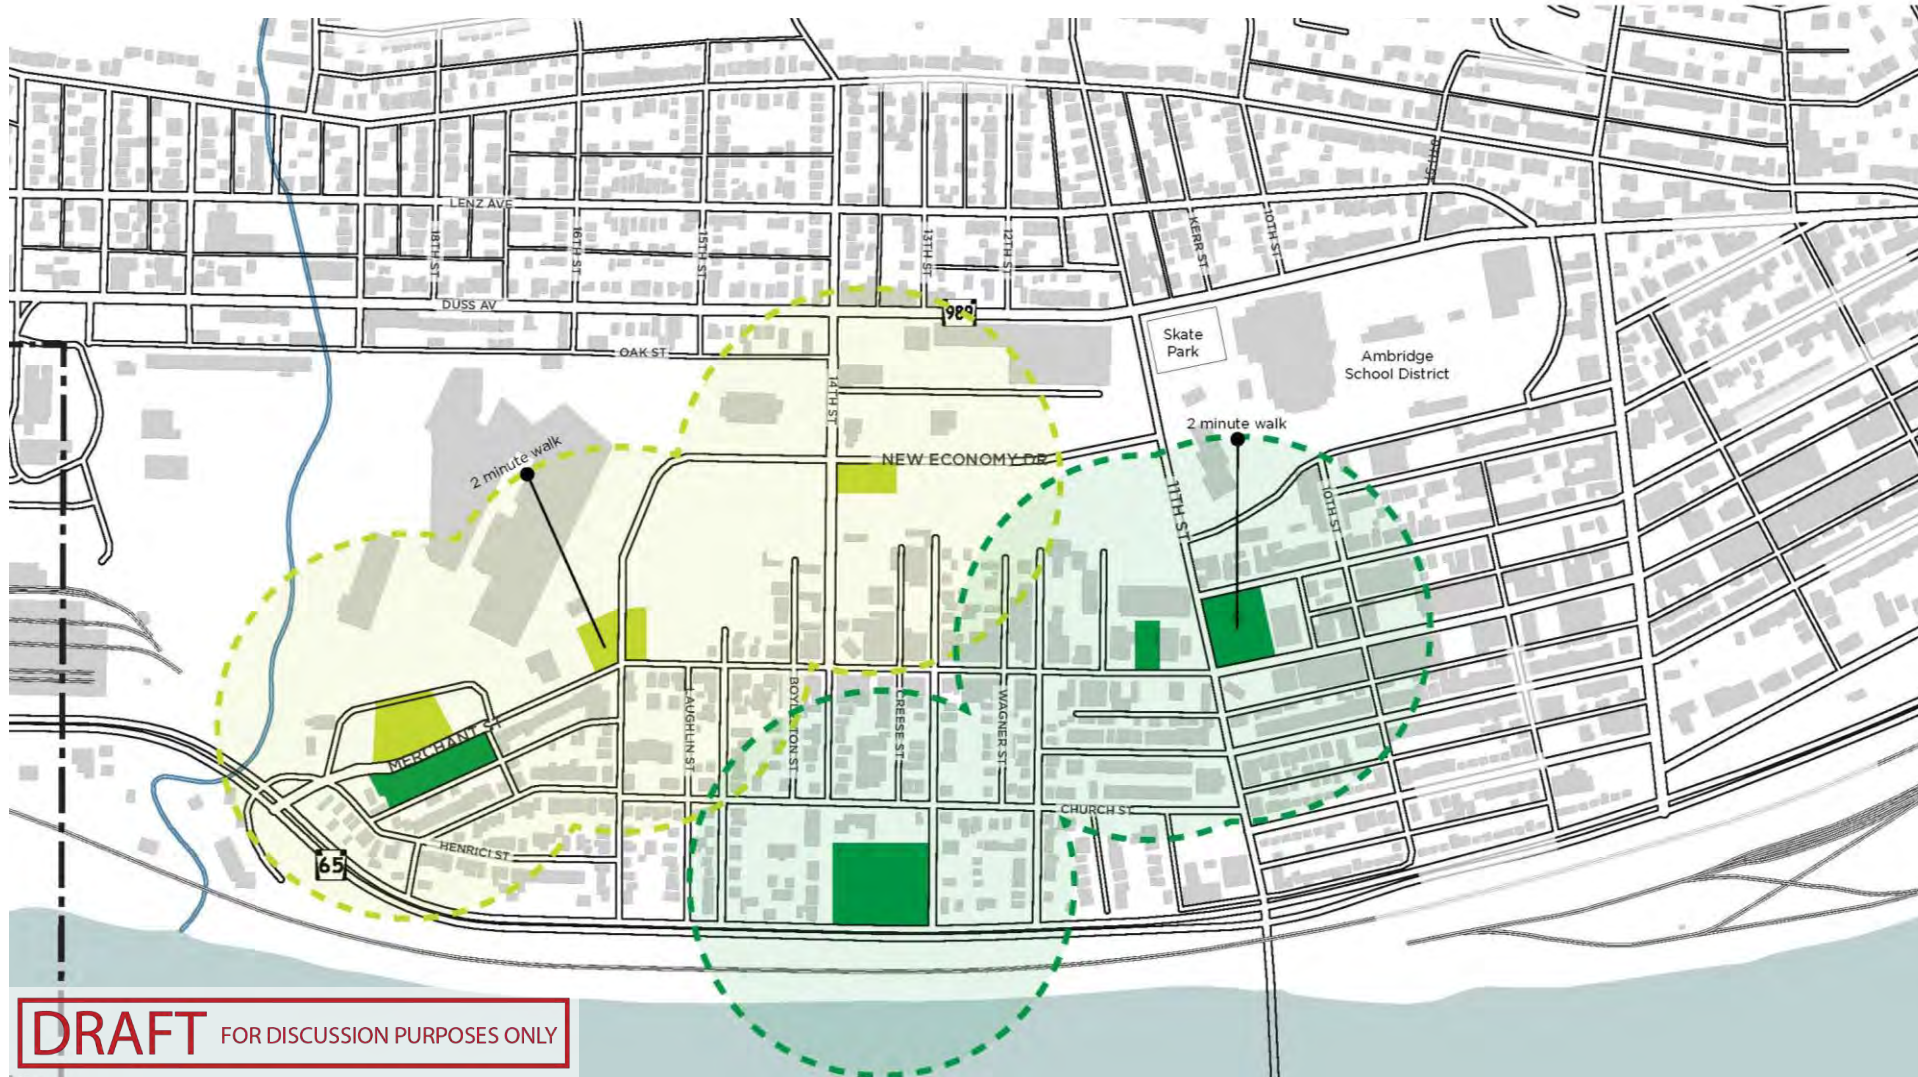 9TH ST
LENZ AVE
18TH ST
16TH ST
15TH ST
13TH ST
12TH ST
KERR ST
10TH ST
DUSS AV
989
Skate
Park
OAK ST
Ambridge
School District
14TH ST
2 minute walk
2 minute walk
NEW ECONOMY DR
11TH ST
10TH ST
LAUGHLIN ST
CREESE ST
WAGNER ST
MERCHANT
CHURCH ST
HENRICI ST
65
DRAFT FOR DISCUSSION PURPOSES ONLY